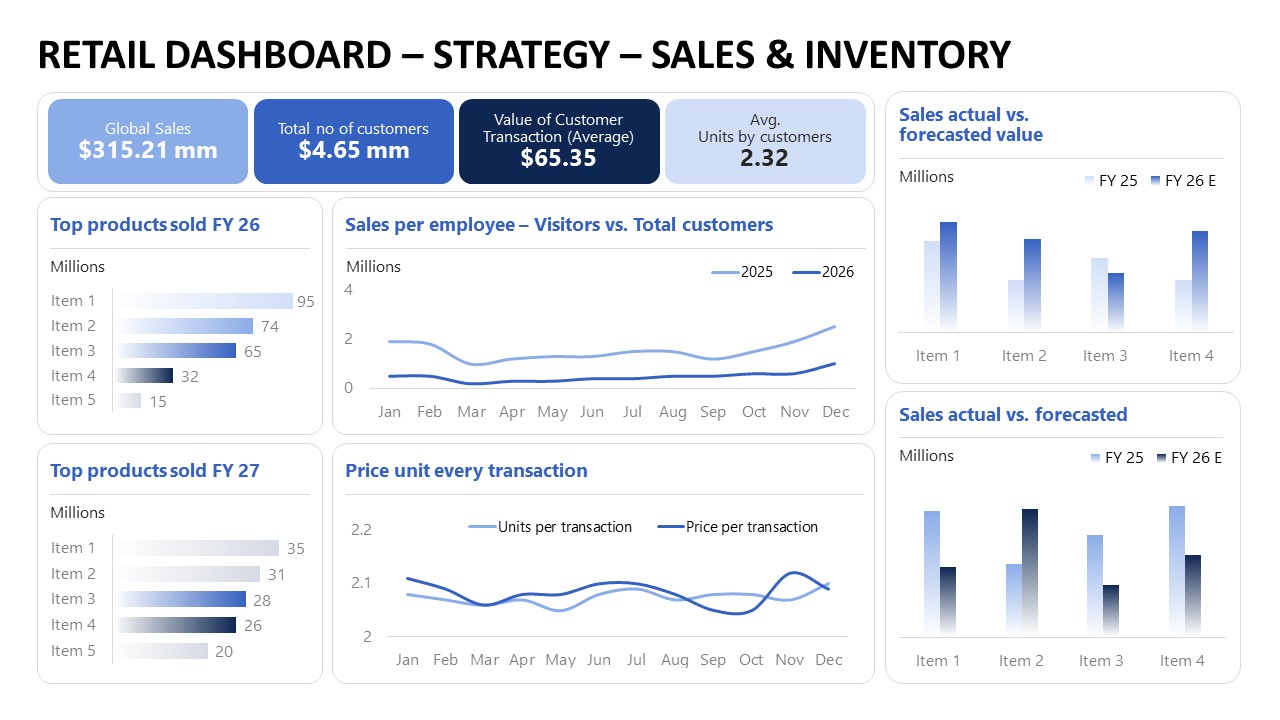 RETAIL DASHBOARD – STRATEGY – SALES & INVENTORY
Global Sales
$315.21 mm
Total no of customers
$4.65 mm
Value of Customer
Transaction (Average)
$65.35
Avg.
Units by customers
2.32
Top products sold FY 26
Millions
Item 1 95
Item 2 74
Item 3 65
Item 4 32
Item 5 15
Sales per employee – Visitors vs. Total customers
Millions
2025 2026
4
2
0
Jan Feb Mar Apr May Jun Jul Aug Sep Oct Nov Dec
Top products sold FY 27
Millions
Item 1 35
Item 2 31
Item 3 28
Item 4 26
Item 5 20
Price unit every transaction
Units per transaction Price per transaction
2.2
2.1
2
Jan Feb Mar Apr May Jun Jul Aug Sep Oct Nov Dec
Sales actual vs.
forecasted value
Millions
FY 25 FY 26 E
Item 1 Item 2 Item 3 Item 4
Sales actual vs. forecasted
Millions
FY 25 FY 26 E
Item 1 Item 2 Item 3 Item 4